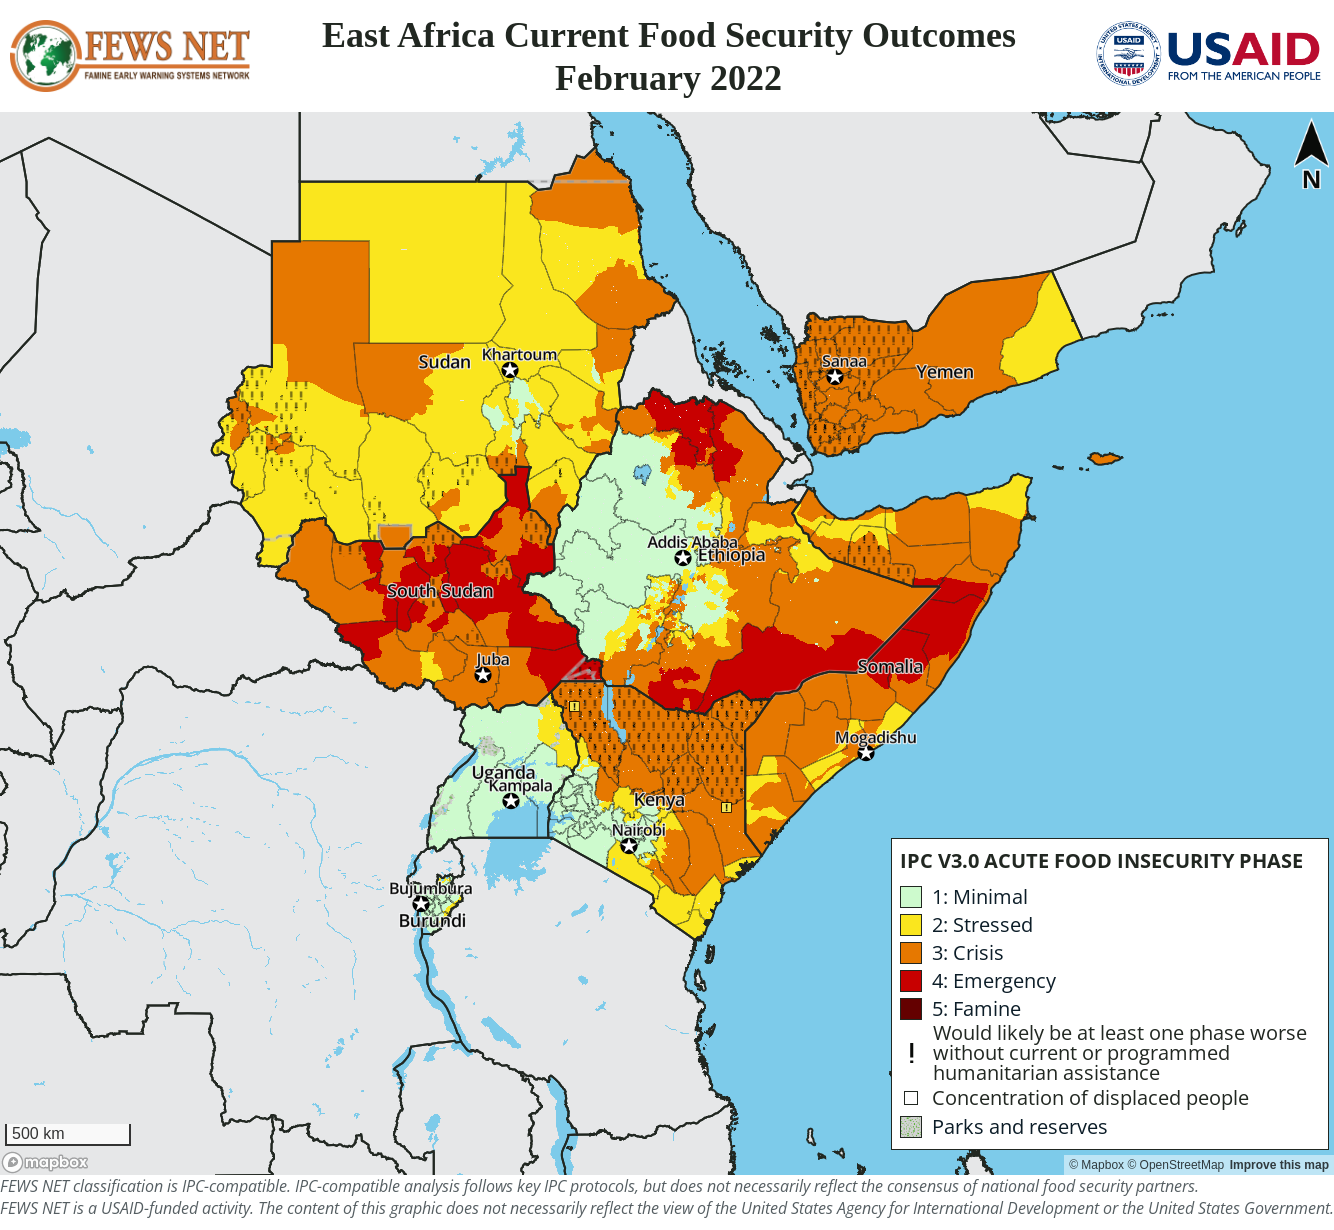 FEWS NET
FAMINE EARLY WARNING SYSTEMS NETWORK
East Africa Current Food Security Outcomes
February 2022
UNITED STATES AGENCY
USAID
INTERNATIONAL DEVELOPMENT
USAID
FROM THE AMERICAN PEOPLE
N
Sudan
Khartoum
Sanaa
Yemen
Addis Ababa
Ethiopia
South Sudan
Juba
Somalia
Mogadishu
Uganda
Kampala
Kenya
Nairobi
Bujumbura
Burundi
IPC V3.0 ACUTE FOOD INSECURITY PHASE
1: Minimal
2: Stressed
3: Crisis
4: Emergency
5: Famine
! Would likely be at least one phase worse
without current or programmed
humanitarian assistance
Concentration of displaced people
Parks and reserves
500 km
mapbox
© Mapbox © OpenStreetMap Improve this map
FEWS NET classification is IPC-compatible. IPC-compatible analysis follows key IPC protocols, but does not necessarily reflect the consensus of national food security partners.
FEWS NET is a USAID-funded activity. The content of this graphic does not necessarily reflect the view of the United States Agency for International Development or the United States Government.